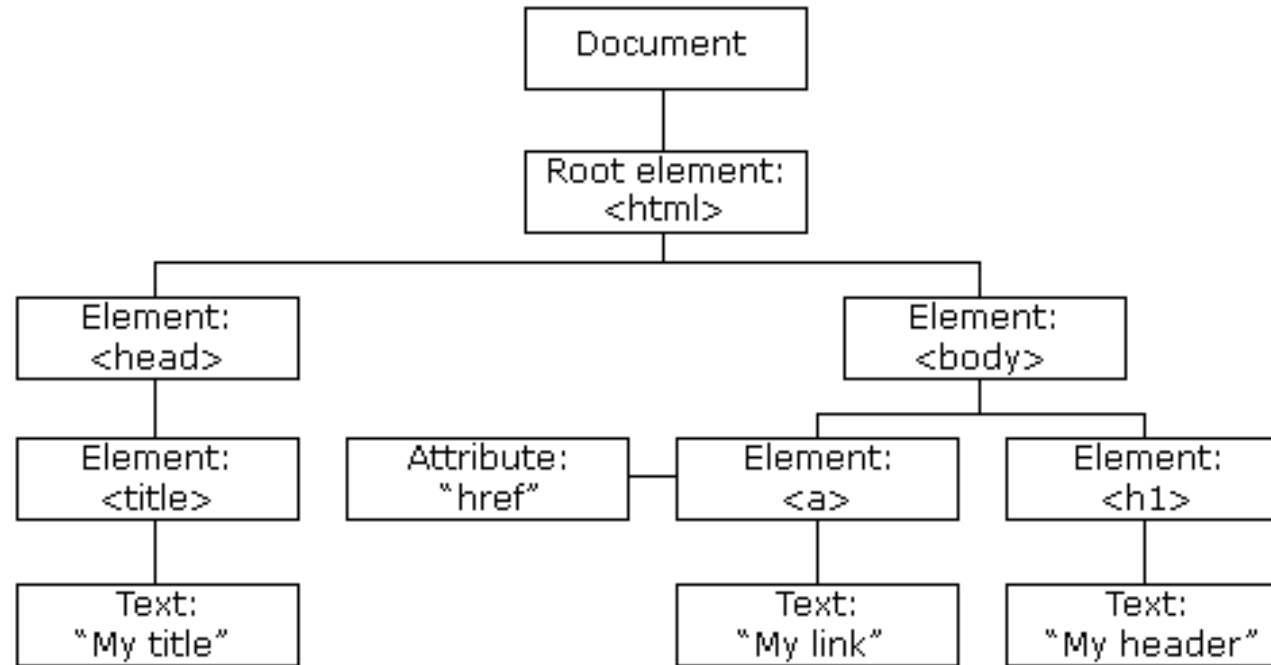 Document
Root element:
<html>
Element:
<head>
Element:
<body>
Element:
<title>
Attribute:
“href”
Element:
<a>
Element:
<h1>
Text:
“My title”
Text:
“My link”
Text:
“My header”